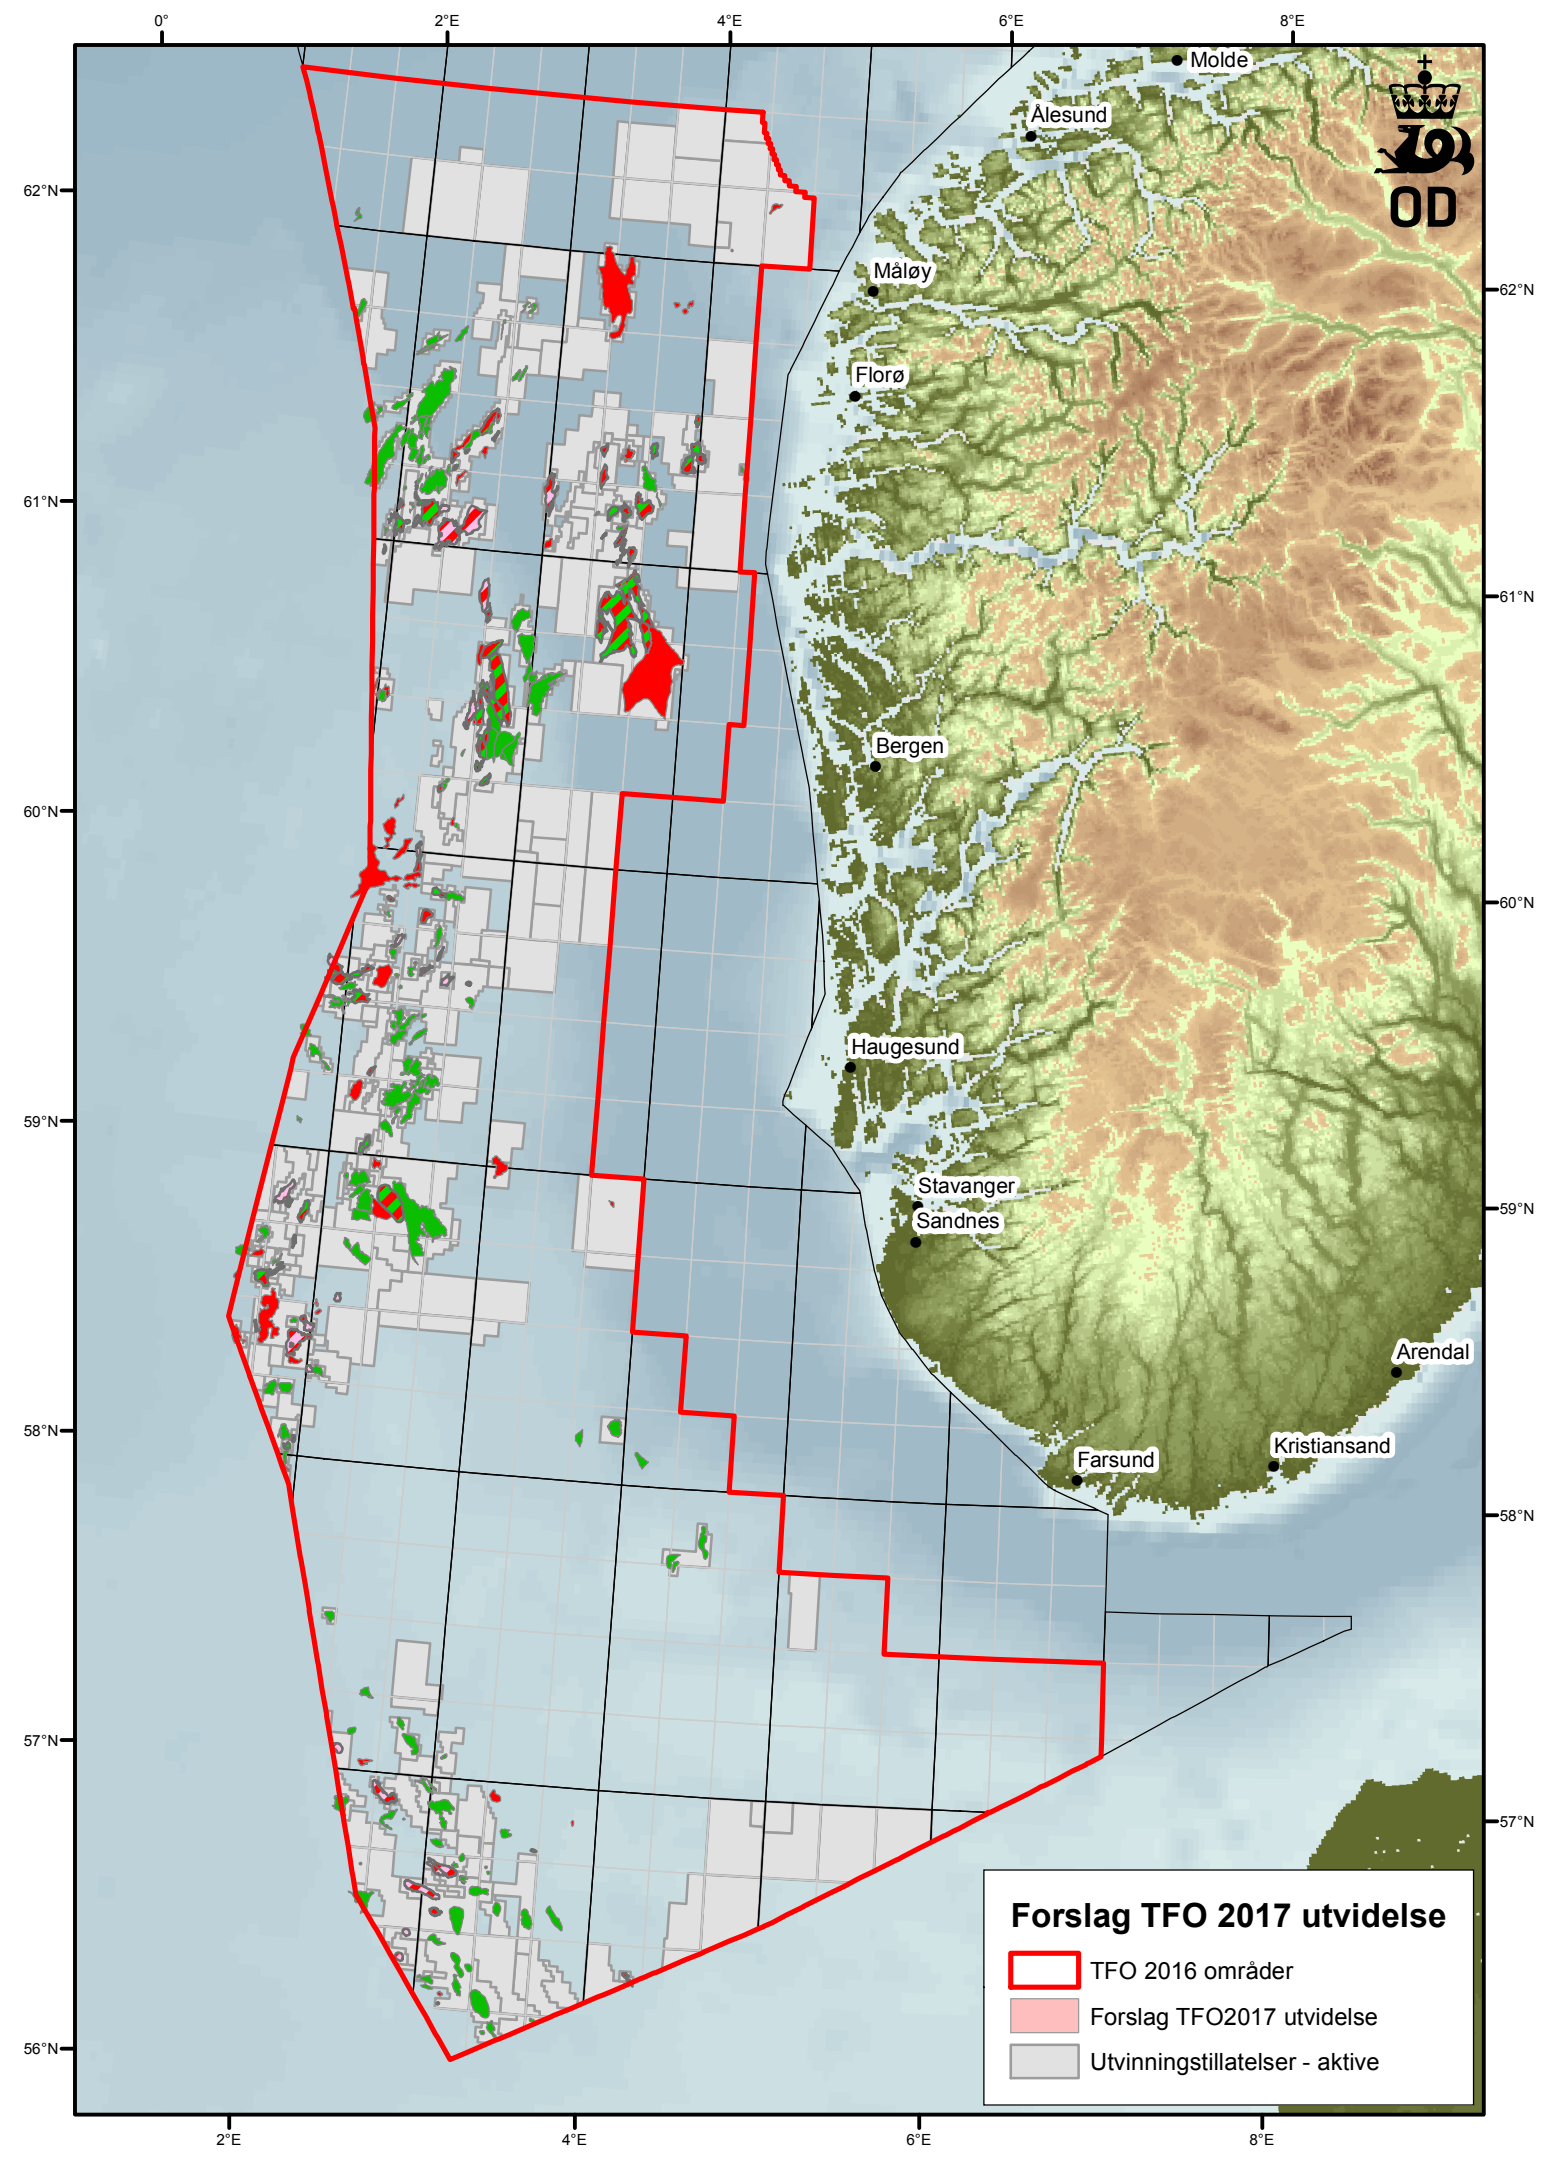 0° 2°E 4°E 6°E 8°E
Molde
Ålesund
OD
62°N
Måløy
62°N
Florø
61°N
61°N
Bergen
60°N
60°N
Haugesund
59°N
Stavanger
59°N
Sandnes
Arendal
58°N
Kristiansand
Farsund
58°N
57°N
57°N
Forslag TFO 2017 utvidelse
TFO 2016 områder
Forslag TFO2017 utvidelse
56°N
Utvinningstillatelser - aktive
2°E 4°E 6°E 8°E